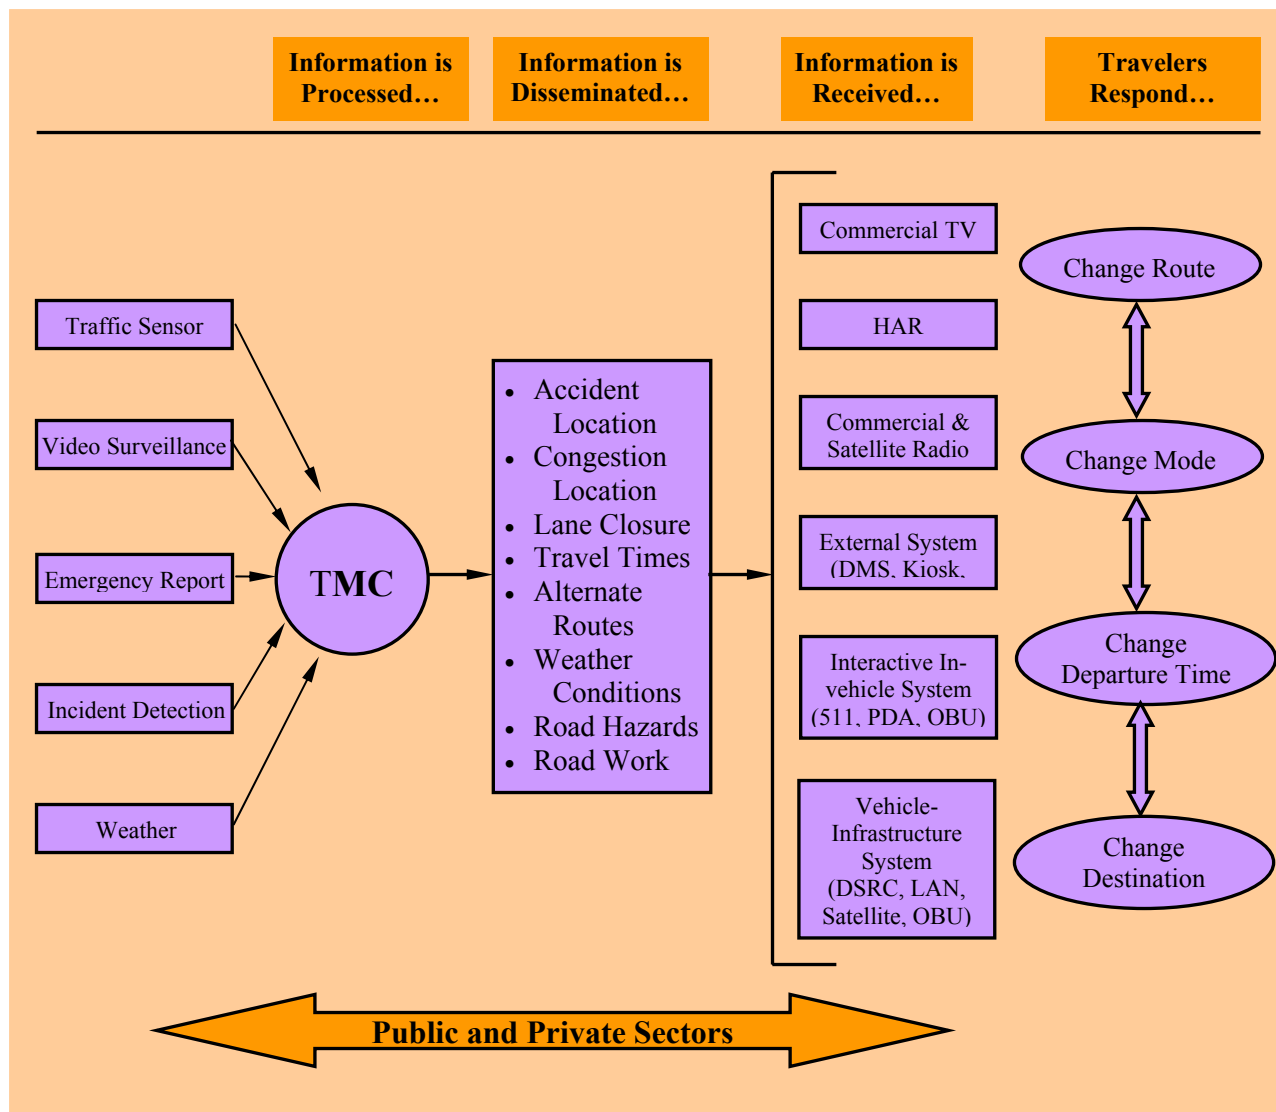 Information is
Processed…
Information is
Disseminated…
Information is
Received…
Travelers
Respond…
Traffic Sensor
Video Surveillance
Emergency Report
Incident Detection
Weather
TMC
• Accident
Location
• Congestion
Location
• Lane Closure
• Travel Times
• Alternate
Routes
• Weather
Conditions
• Road Hazards
• Road Work
Commercial TV
HAR
Commercial &
Satellite Radio
External System
(DMS, Kiosk,
Interactive In-
vehicle System
(511, PDA, OBU)
Vehicle-
Infrastructure
System
(DSRC, LAN,
Satellite, OBU)
Change Route
Change Mode
Change
Departure Time
Change
Destination
Public and Private Sectors